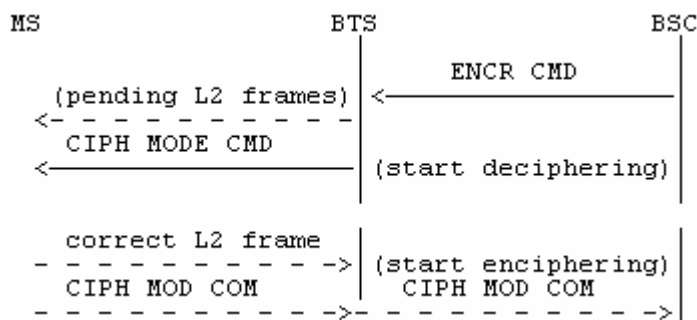 MS BTS BSC
ENCR CMD
(pending L2 frames)
CIPH MODE CMD
(start deciphering)
correct L2 frame
(start enciphering)
CIPH MOD COM CIPH MOD COM